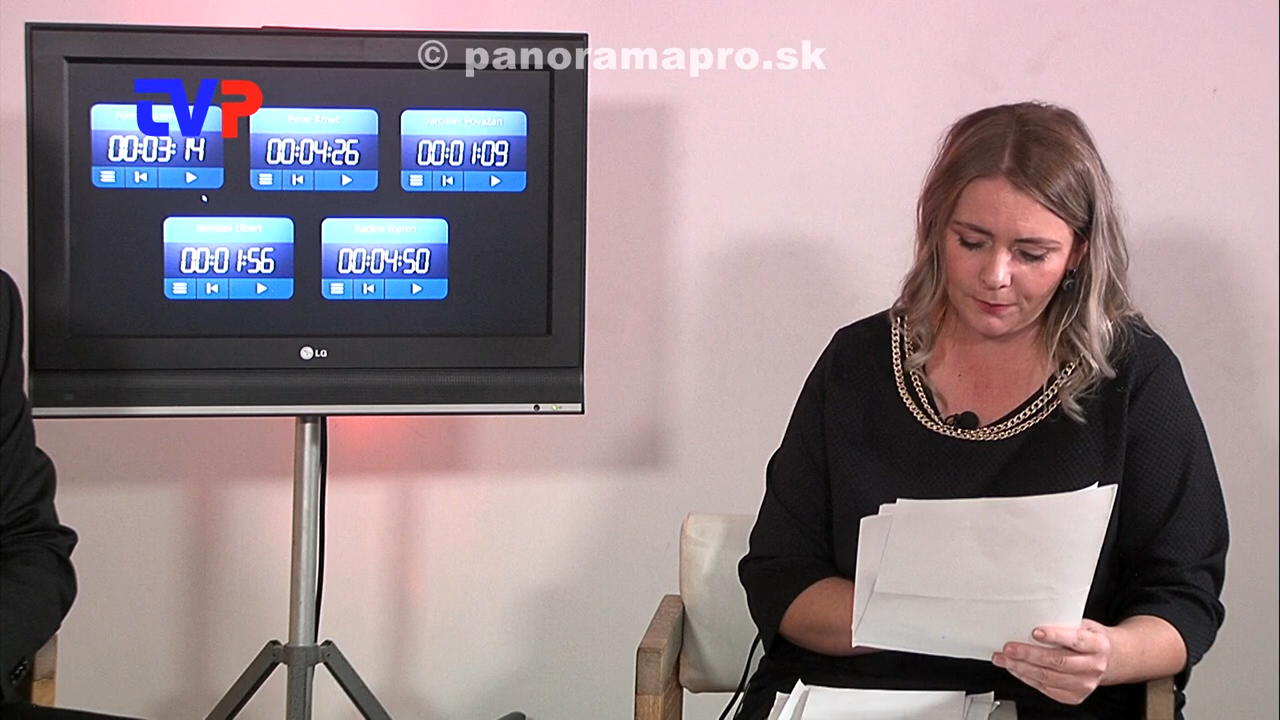 © panoramapro.sk
TVP
Peter Kmeť
Jaroslav Považan
00:03:14
00:04:26
00:01:09
00:01:56
00:04:50
LG